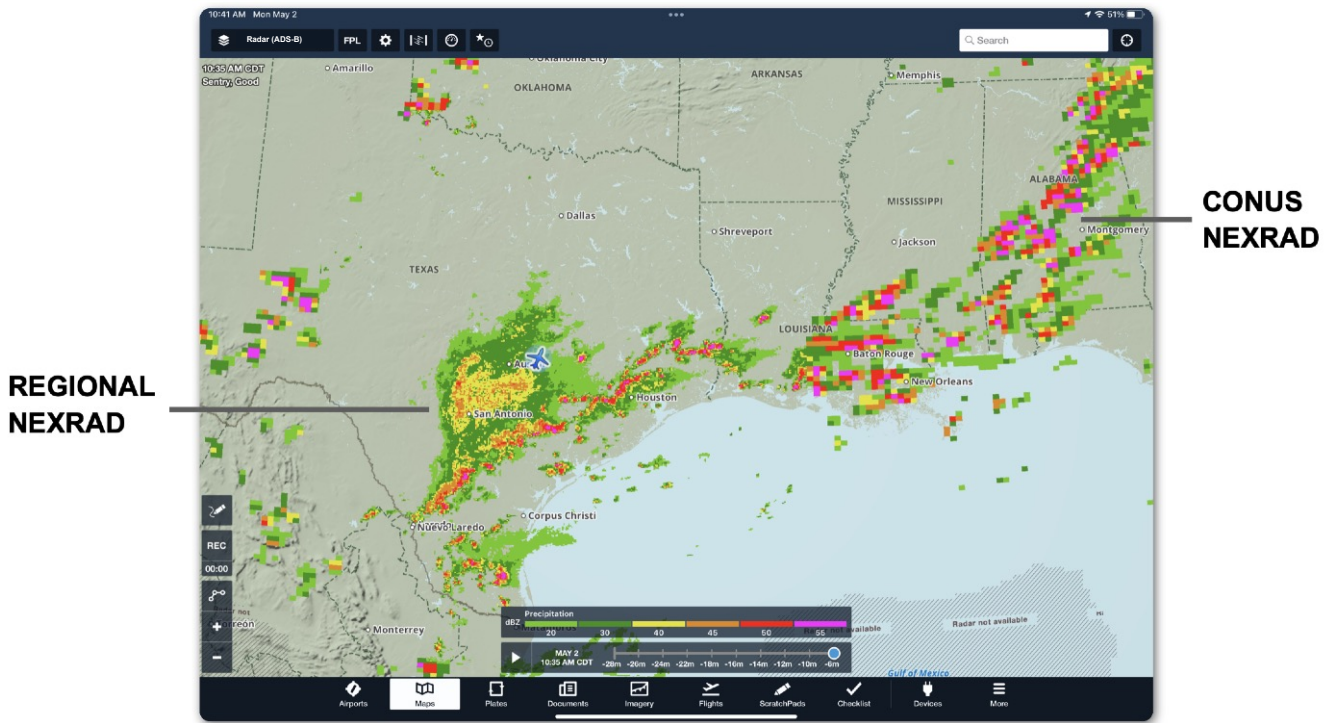 10:41 AM Mon May 2
51%
Radar (ADS-B)
FPL
Search
10:35 AM CDT
Sentry, Good
Amarillo
Oklahoma City
OKLAHOMA
ARKANSAS
Memphis
ALABAMA
MISSISSIPPI
CONUS
NEXRAD
Dallas
Shreveport
Jackson
Montgomery
TEXAS
LOUISIANA
Baton Rouge
New Orleans
REGIONAL
NEXRAD
San Antonio
Houston
Corpus Christi
Nuevo Laredo
REC
00:00
Monterrey
Precipitation
dBZ
20 30 40 45 50 55
Radar not available
Radar not available
MAY 2
10:35 AM CDT
-28m -26m -24m -22m -18m -16m -14m -12m -10m -6m
Gulf of Mexico
Airports Maps Plates Documents Imagery Flights ScratchPads Checklist Devices More